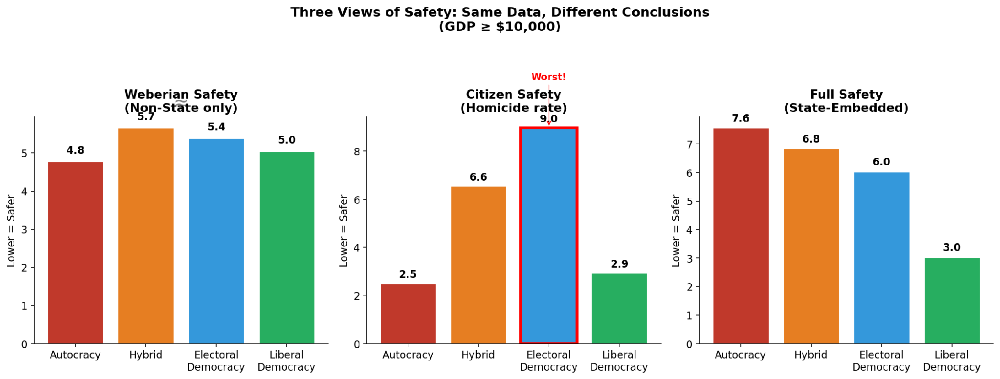 Three Views of Safety: Same Data, Different Conclusions
(GDP ≥ $10,000)
Weberian Safety
(Non-State only)
≈
Lower = Safer
5
4
3
2
1
0
4.8
5.7
5.4
5.0
Autocracy
Hybrid
Electoral
Democracy
Liberal
Democracy
Worst!
Citizen Safety
(Homicide rate)
Lower = Safer
8
6
4
2
0
2.5
6.6
9.0
2.9
Autocracy
Hybrid
Electoral
Democracy
Liberal
Democracy
Full Safety
(State-Embedded)
Lower = Safer
7
6
5
4
3
2
1
0
7.6
6.8
6.0
3.0
Autocracy
Hybrid
Electoral
Democracy
Liberal
Democracy